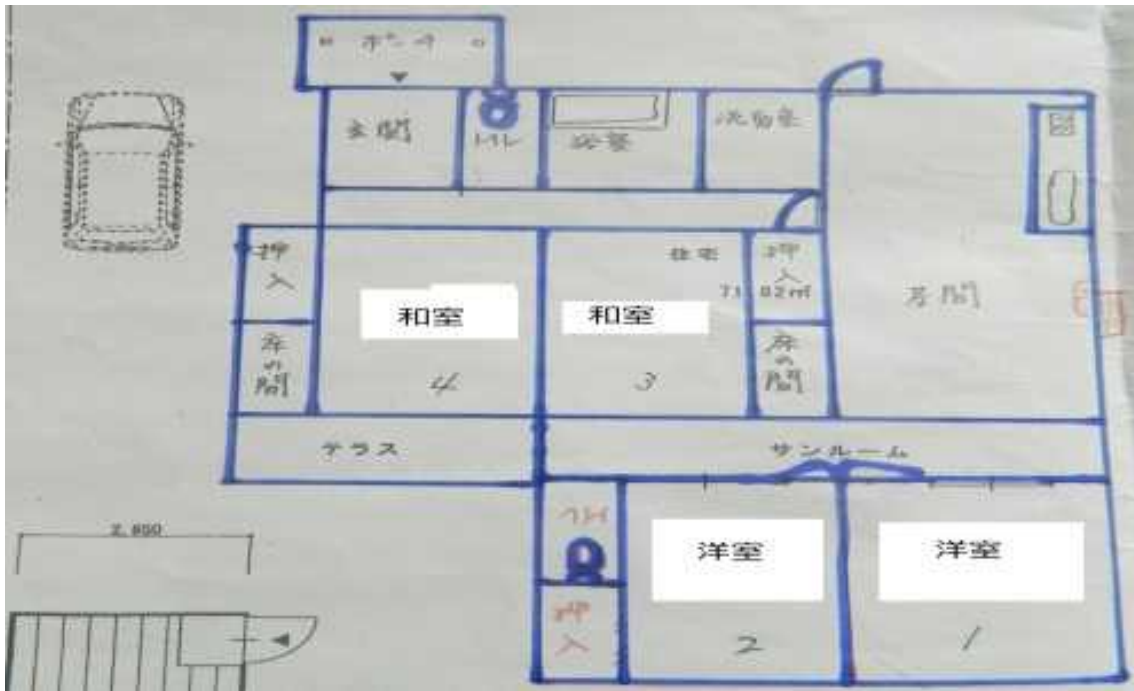 ポーチ
玄関
トイレ
浴室
洗面室
押入
床の間
和室
4
和室
3
住宅
71.82㎡
押入
床の間
居間
テラス
サンルーム
2,650
トイレ
押入
洋室
2
洋室
1